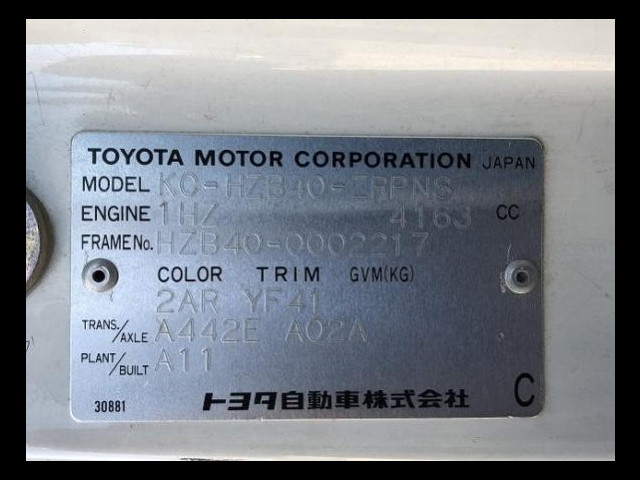 TOYOTA MOTOR CORPORATION JAPAN
MODEL KC-HZB40-ZRPNS
ENGINE 1HZ 4163 CC
FRAME No. HZB40-0002217
COLOR TRIM GVM(KG)
2AR YF41
TRANS./AXLE A442E A02A
PLANT/BUILT A11
30881 トヨタ自動車株式会社 C